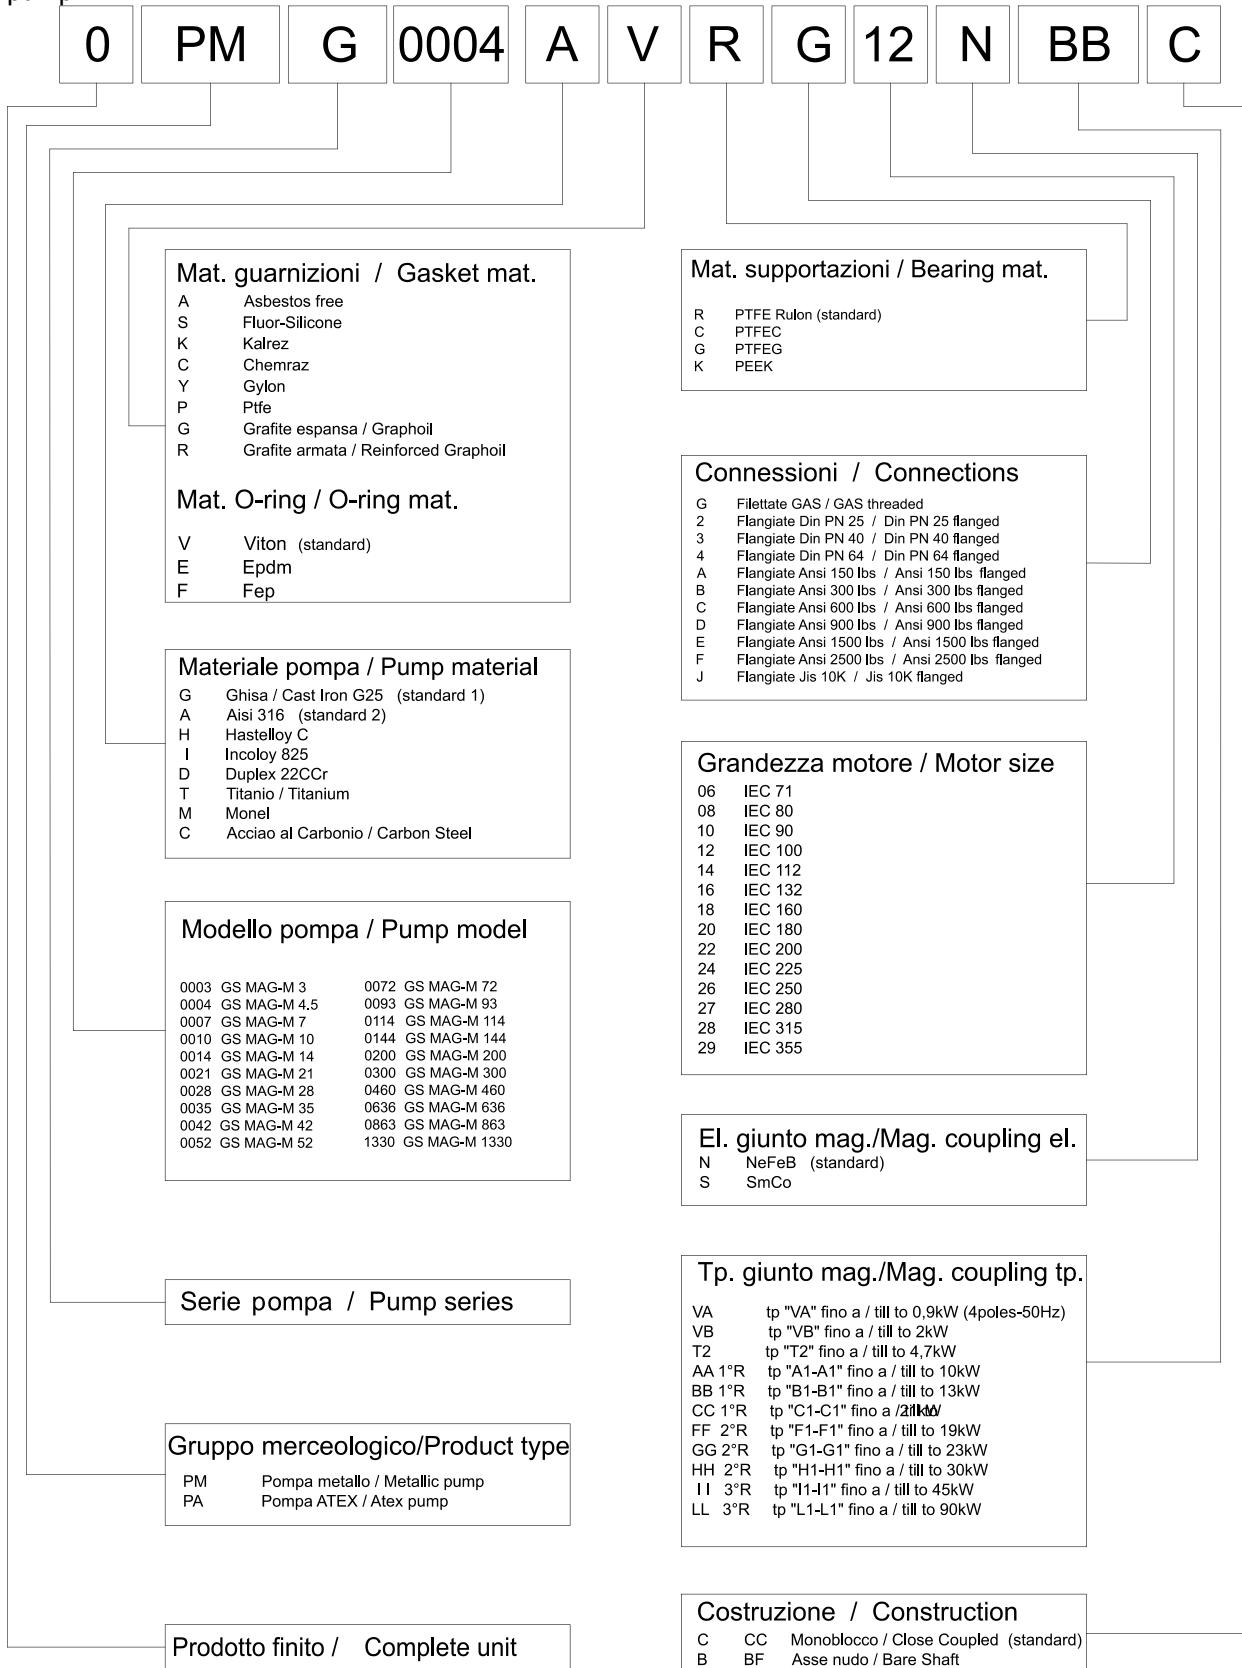 0 PM G 0004 A V R G 12 N BB C
Mat. guarnizioni / Gasket mat.
A Asbestos free
S Fluor-Silicone
K Kalrez
C Chemraz
Y Gylon
P Ptfe
G Grafite espansa / Graphoil
R Grafite armata / Reinforced Graphoil
Mat. O-ring / O-ring mat.
V Viton (standard)
E Epdm
F Fep
Materiale pompa / Pump material
G Ghisa / Cast Iron G25 (standard 1)
A Aisi 316 (standard 2)
H Hastelloy C
I Incoloy 825
D Duplex 22CCr
T Titanio / Titanium
M Monel
C Acciao al Carbonio / Carbon Steel
Modello pompa / Pump model
0003 GS MAG-M 3 0072 GS MAG-M 72
0004 GS MAG-M 4.5 0093 GS MAG-M 93
0007 GS MAG-M 7 0114 GS MAG-M 114
0010 GS MAG-M 10 0144 GS MAG-M 144
0014 GS MAG-M 14 0200 GS MAG-M 200
0021 GS MAG-M 21 0300 GS MAG-M 300
0028 GS MAG-M 28 0460 GS MAG-M 460
0035 GS MAG-M 35 0636 GS MAG-M 636
0042 GS MAG-M 42 0863 GS MAG-M 863
0052 GS MAG-M 52 1330 GS MAG-M 1330
Serie pompa / Pump series
Gruppo merceologico/Product type
PM Pompa metallo / Metallic pump
PA Pompa ATEX / Atex pump
Prodotto finito / Complete unit
Mat. supportazioni / Bearing mat.
R PTFE Rulon (standard)
C PTFEC
G PTFEG
K PEEK
Connessioni / Connections
G Filettate GAS / GAS threaded
2 Flangiate Din PN 25 / Din PN 25 flanged
3 Flangiate Din PN 40 / Din PN 40 flanged
4 Flangiate Din PN 64 / Din PN 64 flanged
A Flangiate Ansi 150 lbs / Ansi 150 lbs flanged
B Flangiate Ansi 300 lbs / Ansi 300 lbs flanged
C Flangiate Ansi 600 lbs / Ansi 600 lbs flanged
D Flangiate Ansi 900 lbs / Ansi 900 lbs flanged
E Flangiate Ansi 1500 lbs / Ansi 1500 lbs flanged
F Flangiate Ansi 2500 lbs / Ansi 2500 lbs flanged
J Flangiate Jis 10K / Jis 10K flanged
Grandezza motore / Motor size
06 IEC 71
08 IEC 80
10 IEC 90
12 IEC 100
14 IEC 112
16 IEC 132
18 IEC 160
20 IEC 180
22 IEC 200
24 IEC 225
26 IEC 250
27 IEC 280
28 IEC 315
29 IEC 355
El. giunto mag./Mag. coupling el.
N NeFeB (standard)
S SmCo
Tp. giunto mag./Mag. coupling tp.
VA tp "VA" fino a / till to 0,9kW (4poles-50Hz)
VB tp "VB" fino a / till to 2kW
T2 tp "T2" fino a / till to 4,7kW
AA 1°R tp "A1-A1" fino a / till to 10kW
BB 1°R tp "B1-B1" fino a / till to 13kW
CC 1°R tp "C1-C1" fino a /
FF 2°R tp "F1-F1" fino a / till to 19kW
GG 2°R tp "G1-G1" fino a / till to 23kW
HH 2°R tp "H1-H1" fino a / till to 30kW
I I 3°R tp "I1-I1" fino a / till to 45kW
LL 3°R tp "L1-L1" fino a / till to 90kW
Costruzione / Construction
C CC Monoblocco / Close Coupled (standard)
B BF Asse nudo / Bare Shaft